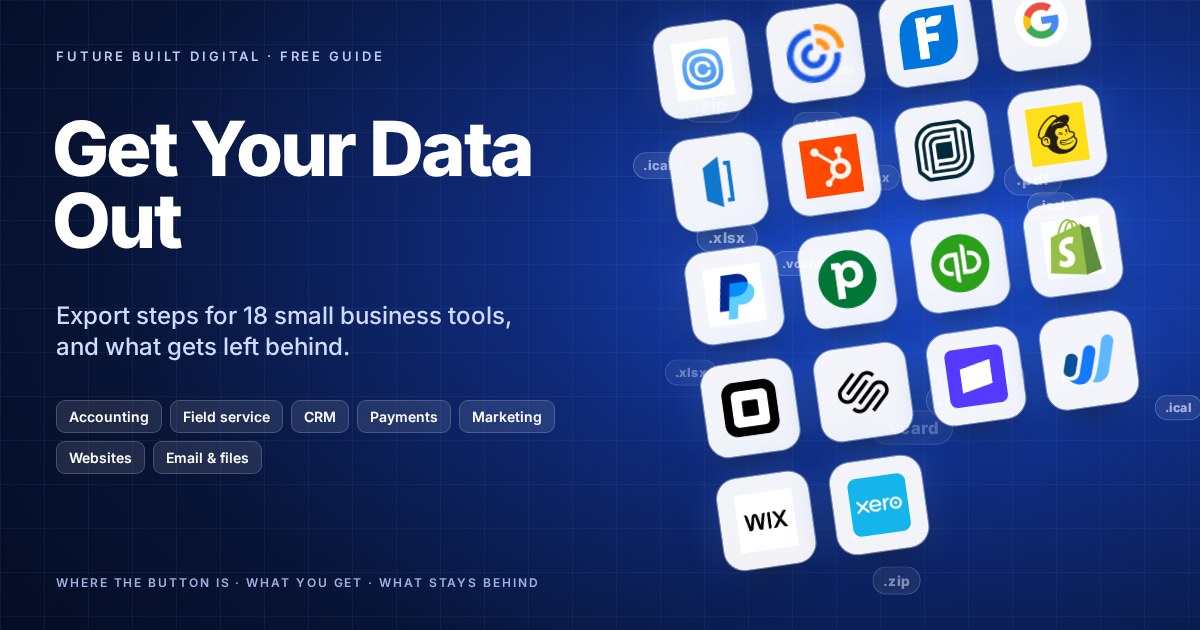 FUTURE BUILT DIGITAL · FREE GUIDE
Get Your Data
Out
Export steps for 18 small business tools,
and what gets left behind.
Accounting
Field service
CRM
Payments
Marketing
Websites
Email & files
WHERE THE BUTTON IS · WHAT YOU GET · WHAT STAYS BEHIND
.zip
.ical
.xlsx
.xlsx
.ical
WIX
xero
.zip